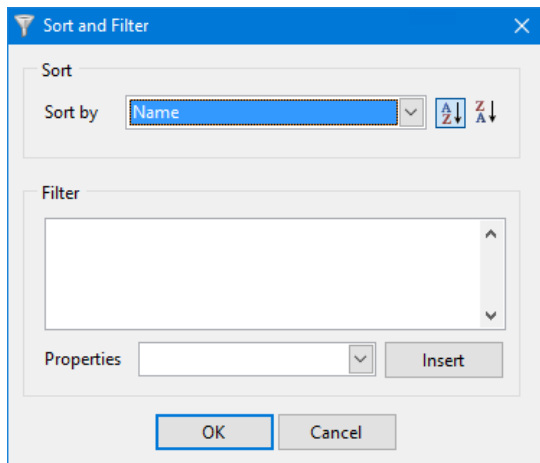 Sort and Filter
Sort
Sort by Name A Z Z A
Filter
Properties Insert
OK Cancel